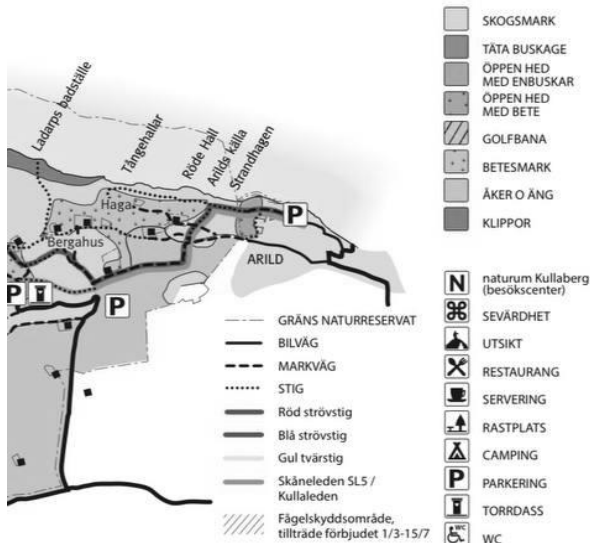 Ladarps badställe
Tångehallar
Röde Hall
Arilds källa
Strandhagen
Haga
Bergahus
P
ARILD
P
P
GRÄNS NATURRESERVAT
BILVÄG
MARKVÄG
STIG
Röd strövstig
Blå strövstig
Gul tvärstig
Skåneleden SL5 /
Kullaleden
Fågelskyddsområde,
tillträde förbjudet 1/3-15/7
SKOGSMARK
TÄTA BUSKAGE
ÖPPEN HED
MED ENBUSKAR
ÖPPEN HED
MED BETE
GOLFBANA
BETESMARK
ÅKER O ÄNG
KLIPPOR
N naturum Kullaberg
(besökscenter)
SEVÄRDHET
UTSIKT
RESTAURANG
SERVERING
RASTPLATS
CAMPING
P PARKERING
TORRDASS
WC WC